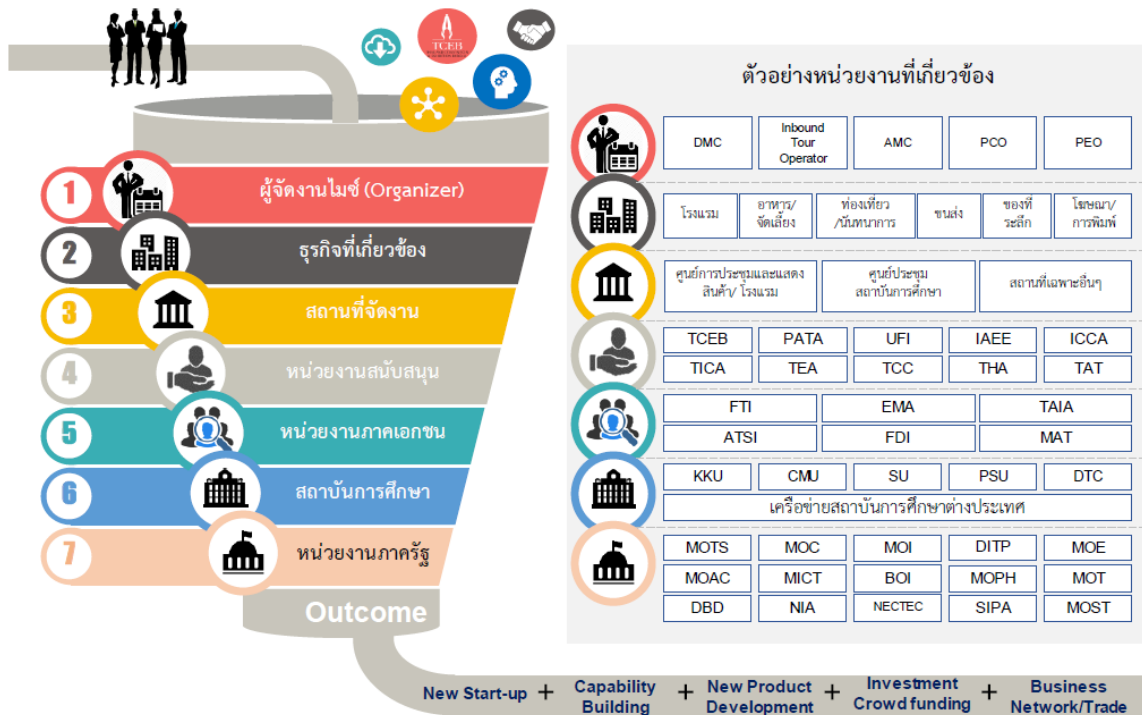 TCEB
1
ผู้จัดงานไมซ์ (Organizer)
2
ธุรกิจที่เกี่ยวข้อง
3
สถานที่จัดงาน
4
หน่วยงานสนับสนุน
5
หน่วยงานภาคเอกชน
6
สถาบันการศึกษา
7
หน่วยงานภาครัฐ
Outcome
ตัวอย่างหน่วยงานที่เกี่ยวข้อง
DMC
Inbound
Tour
Operator
AMC
PCO
PEO
โรงแรม
อาหาร/
จัดเลี้ยง
ท่องเที่ยว
/นันทนาการ
ขนส่ง
ของที่
ระลึก
โฆษณา/
การพิมพ์
ศูนย์การประชุมและแสดง
สินค้า/ โรงแรม
ศูนย์ประชุม
สถาบันการศึกษา
สถานที่เฉพาะอื่นๆ
TCEB
PATA
UFI
IAEE
ICCA
TICA
TEA
TCC
THA
TAT
FTI
EMA
TAIA
ATSI
FDI
MAT
KKU
CMU
SU
PSU
DTC
เครือข่ายสถาบันการศึกษาต่างประเทศ
MOTS
MOC
MOI
DITP
MOE
MOAC
MICT
BOI
MOPH
MOT
DBD
NIA
NECTEC
SIPA
MOST
New Start-up +
Capability
Building
+
New Product
Development
+
Investment
Crowd funding
+
Business
Network/Trade